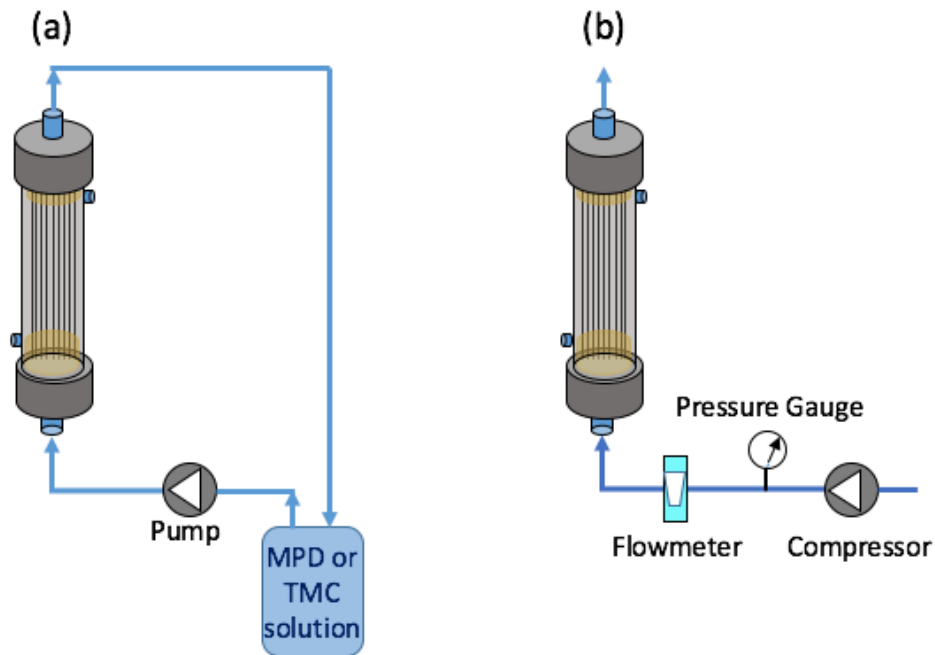 (a)
(b)
Pressure Gauge
Pump
Flowmeter
Compressor
MPD or
TMC
solution